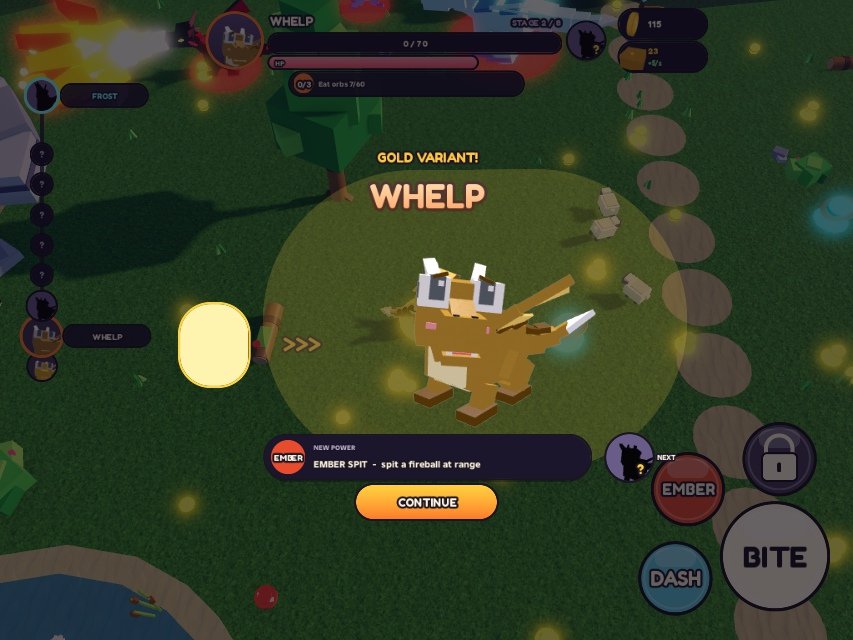 WHELP
STAGE 2 / 8
0 / 70
HP
0/3 Eat orbs 7/60
115
23
FROST
?
?
?
?
?
?
GOLD VARIANT!
WHELP
WHELP
>>>
NEW POWER
EMBER
EMBER SPIT - spit a fireball at range
NEXT
?
EMBER
CONTINUE
BITE
DASH